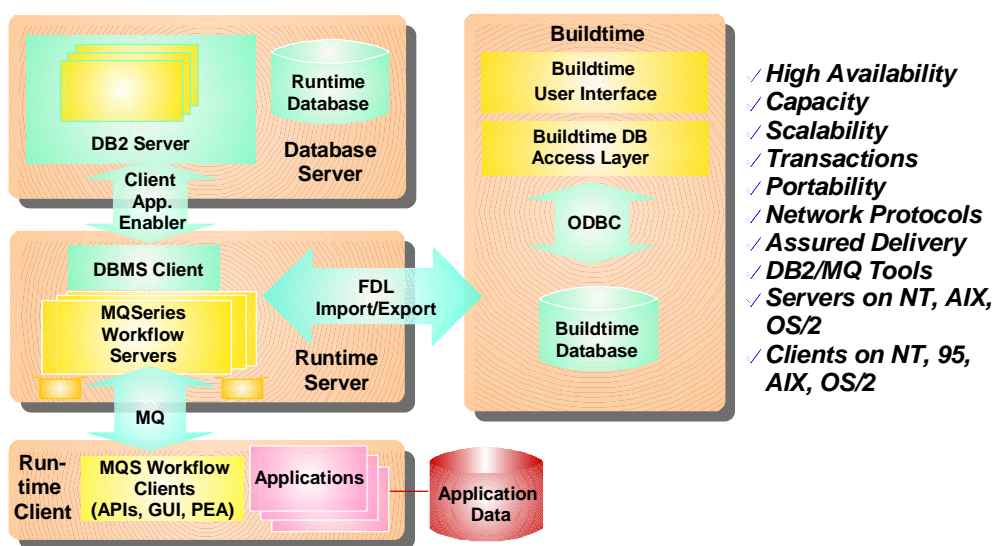 DB2 Server
Runtime
Database
Database
Server
Client
App.
Enabler
DBMS Client
MQSeries
Workflow
Servers
Runtime
Server
FDL
Import/Export
MQ
Run-
time
Client
MQS Workflow
Clients
(APIs, GUI, PEA)
Applications
Application
Data
Buildtime
Buildtime
User Interface
Buildtime DB
Access Layer
ODBC
Buildtime
Database
High Availability
Capacity
Scalability
Transactions
Portability
Network Protocols
Assured Delivery
DB2/MQ Tools
Servers on NT, AIX,
OS/2
Clients on NT, 95,
AIX, OS/2